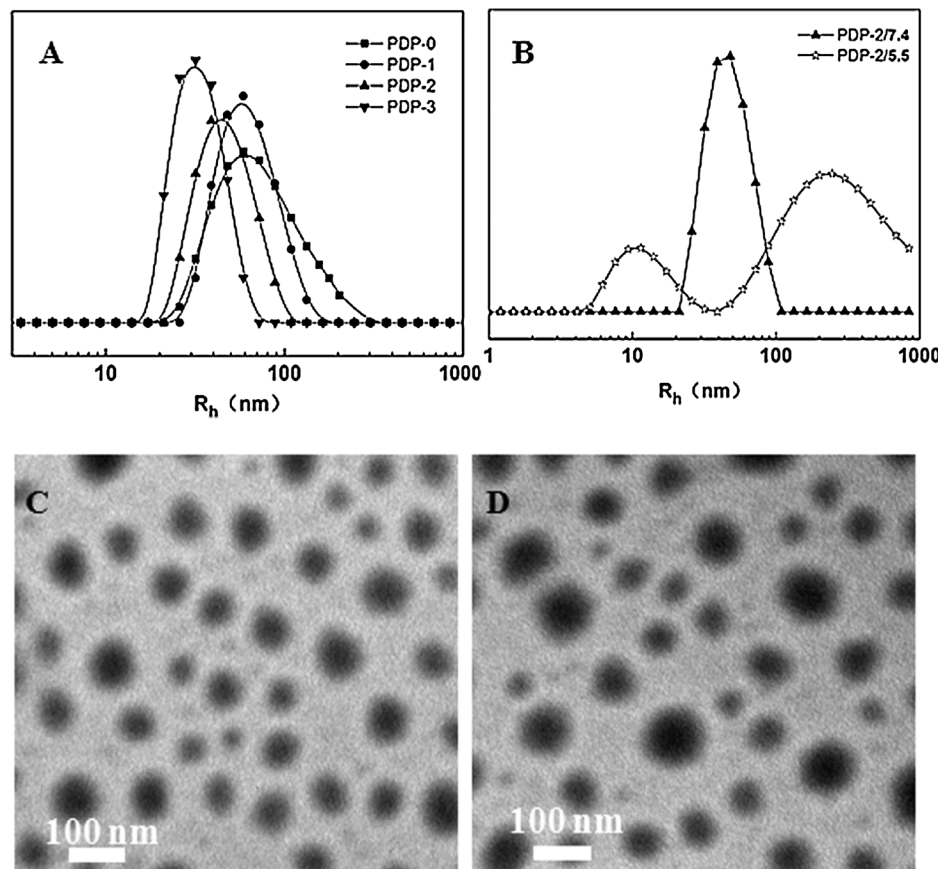 A
PDP-0
PDP-1
PDP-2
PDP-3
10 100 1000
Rh (nm)
B
PDP-2/7.4
PDP-2/5.5
1 10 100 1000
Rh (nm)
C
100 nm
D
100 nm